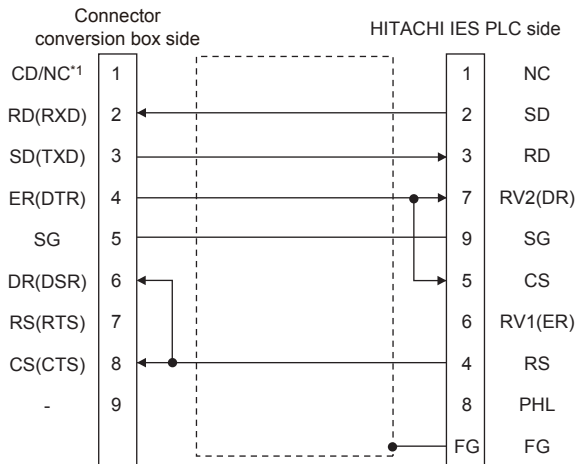 Connector
conversion box side
HITACHI IES PLC side
CD/NC*1 1 1 NC
RD(RXD) 2 2 SD
SD(TXD) 3 3 RD
ER(DTR) 4 7 RV2(DR)
SG 5 9 SG
DR(DSR) 6 5 CS
RS(RTS) 7 6 RV1(ER)
CS(CTS) 8 4 RS
- 9 8 PHL
FG FG